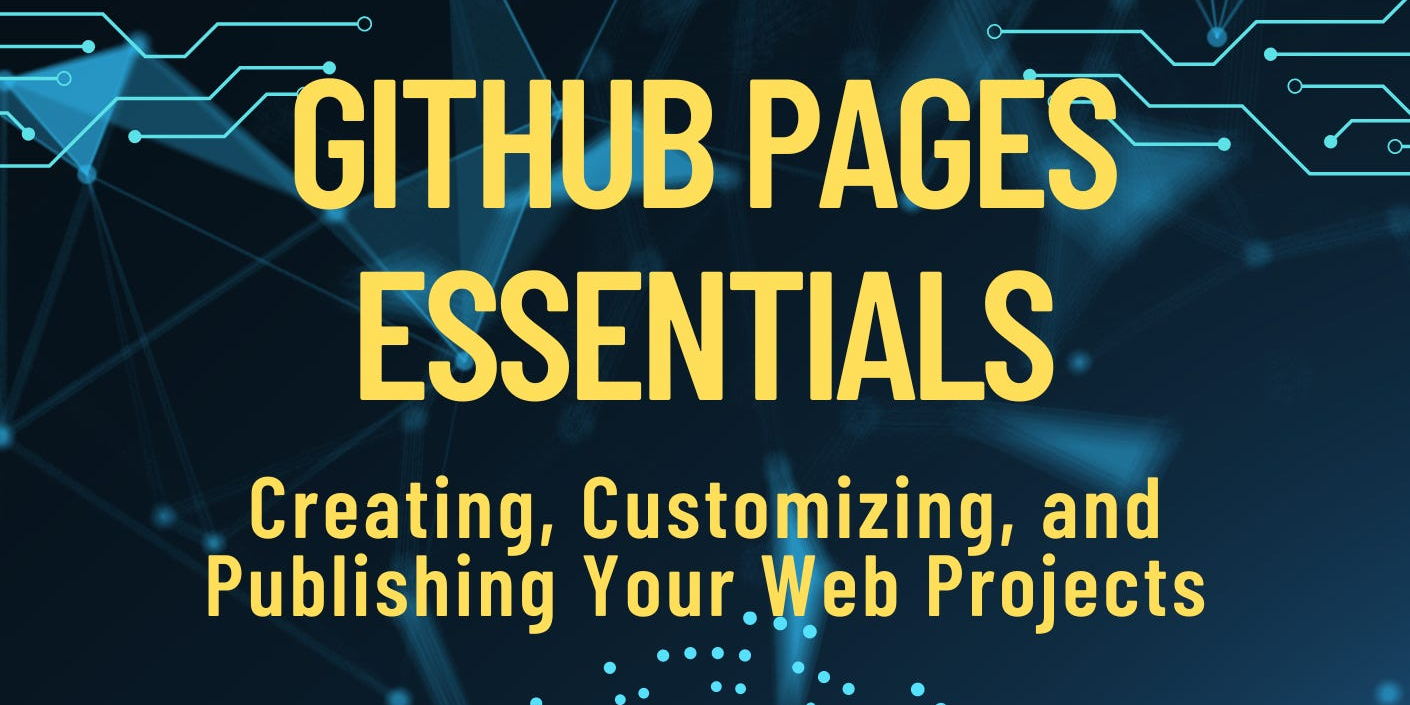 GITHUB PAGES
ESSENTIALS
Creating, Customizing, and
Publishing Your Web Projects